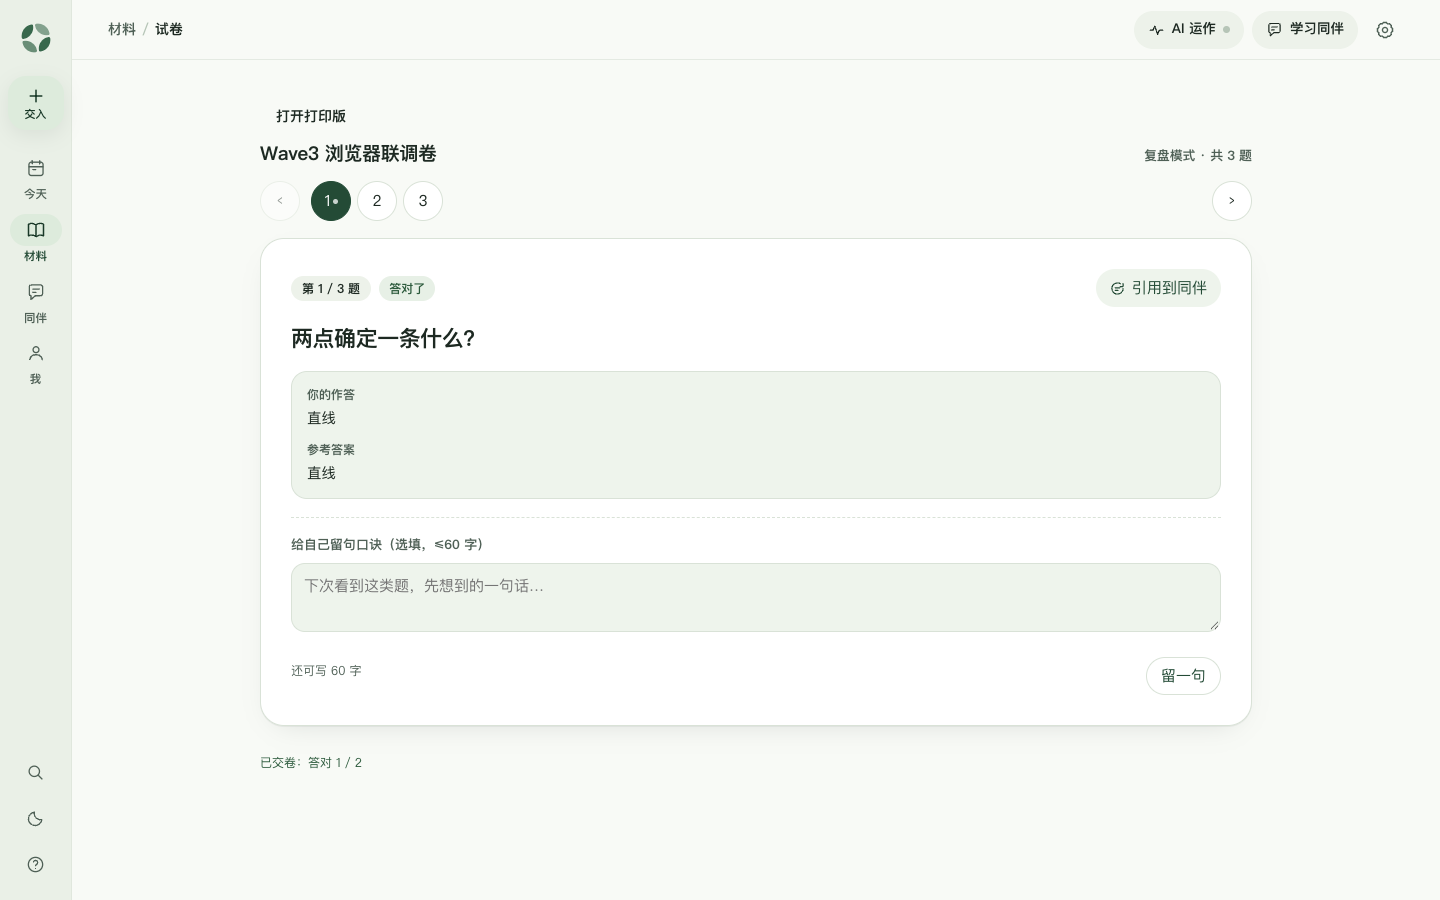 材料 / 试卷
AI 运作
学习同伴
交入
今天
材料
同伴
我
打开打印版
Wave3 浏览器联调卷
复盘模式 · 共 3 题
< 1 2 3 >
第 1 / 3 题
答对了
引用到同伴
两点确定一条什么?
你的作答
直线
参考答案
直线
给自己留句口诀（选填，≤60 字）
下次看到这类题，先想到的一句话…
还可写 60 字
留一句
已交卷：答对 1 / 2